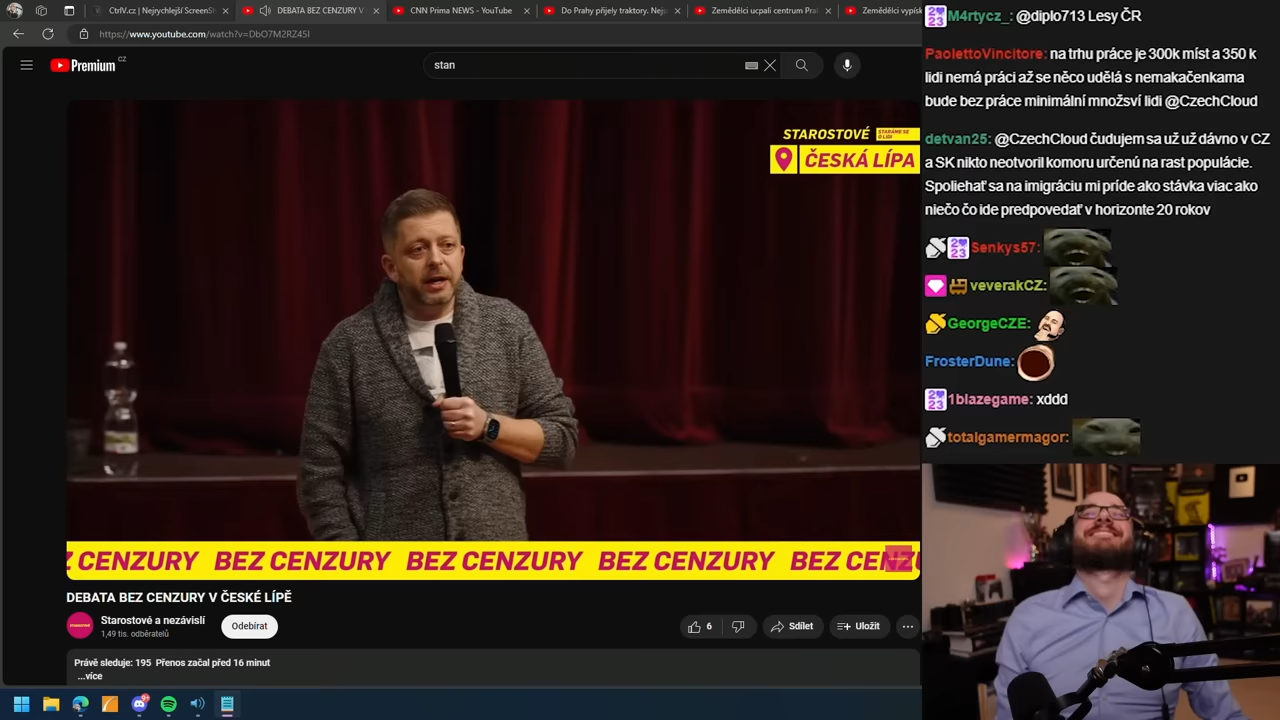 CtrlV.cz | Nejrychlejší ScreenSh
DEBATA BEZ CENZURY V
CNN Prima NEWS - YouTube
Do Prahy přijely traktory. Nejs
Zemědělci ucpali centrum Pra
Zemědělci vypísk
https://www.youtube.com/watch?v=DbO7M2RZ45I
Premium CZ
stan
STAROSTOVÉ
STARÁME SE
O LIDI
ČESKÁ LÍPA
Z CENZURY BEZ CENZURY BEZ CENZURY BEZ CENZURY BEZ CENZU
DEBATA BEZ CENZURY V ČESKÉ LÍPĚ
Starostové a nezávislí
1,49 tis. odběratelů
Odebírat
6
Sdílet
Uložit
Právě sleduje: 195 Přenos začal před 16 minut
...více
M4rtycz_: @diplo713 Lesy ČR
PaolettoVincitore: na trhu práce je 300k míst a 350 k
lidi nemá práci až se něco udělá s nemakačenkama
bude bez práce minimální množsví lidi @CzechCloud
detvan25: @CzechCloud čudujem sa už už dávno v CZ
a SK nikto neotvoril komoru určenú na rast populácie.
Spoliehať sa na imigráciu mi príde ako stávka viac ako
niečo čo ide predpovedať v horizonte 20 rokov
Senkys57:
veverakCZ:
GeorgeCZE:
FrosterDune:
1blazegame: xddd
totalgamermagor: